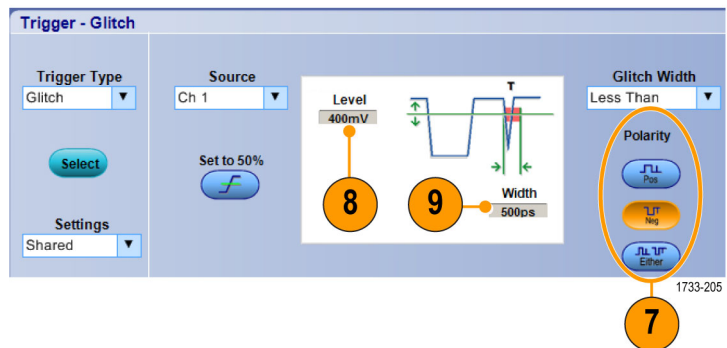 Trigger - Glitch
Trigger Type
Glitch
Select
Settings
Shared
Source
Ch 1
Set to 50%
Level
400mV
8
T
9
Width
500ps
Glitch Width
Less Than
Polarity
Pos
Neg
Either
1733-205
7